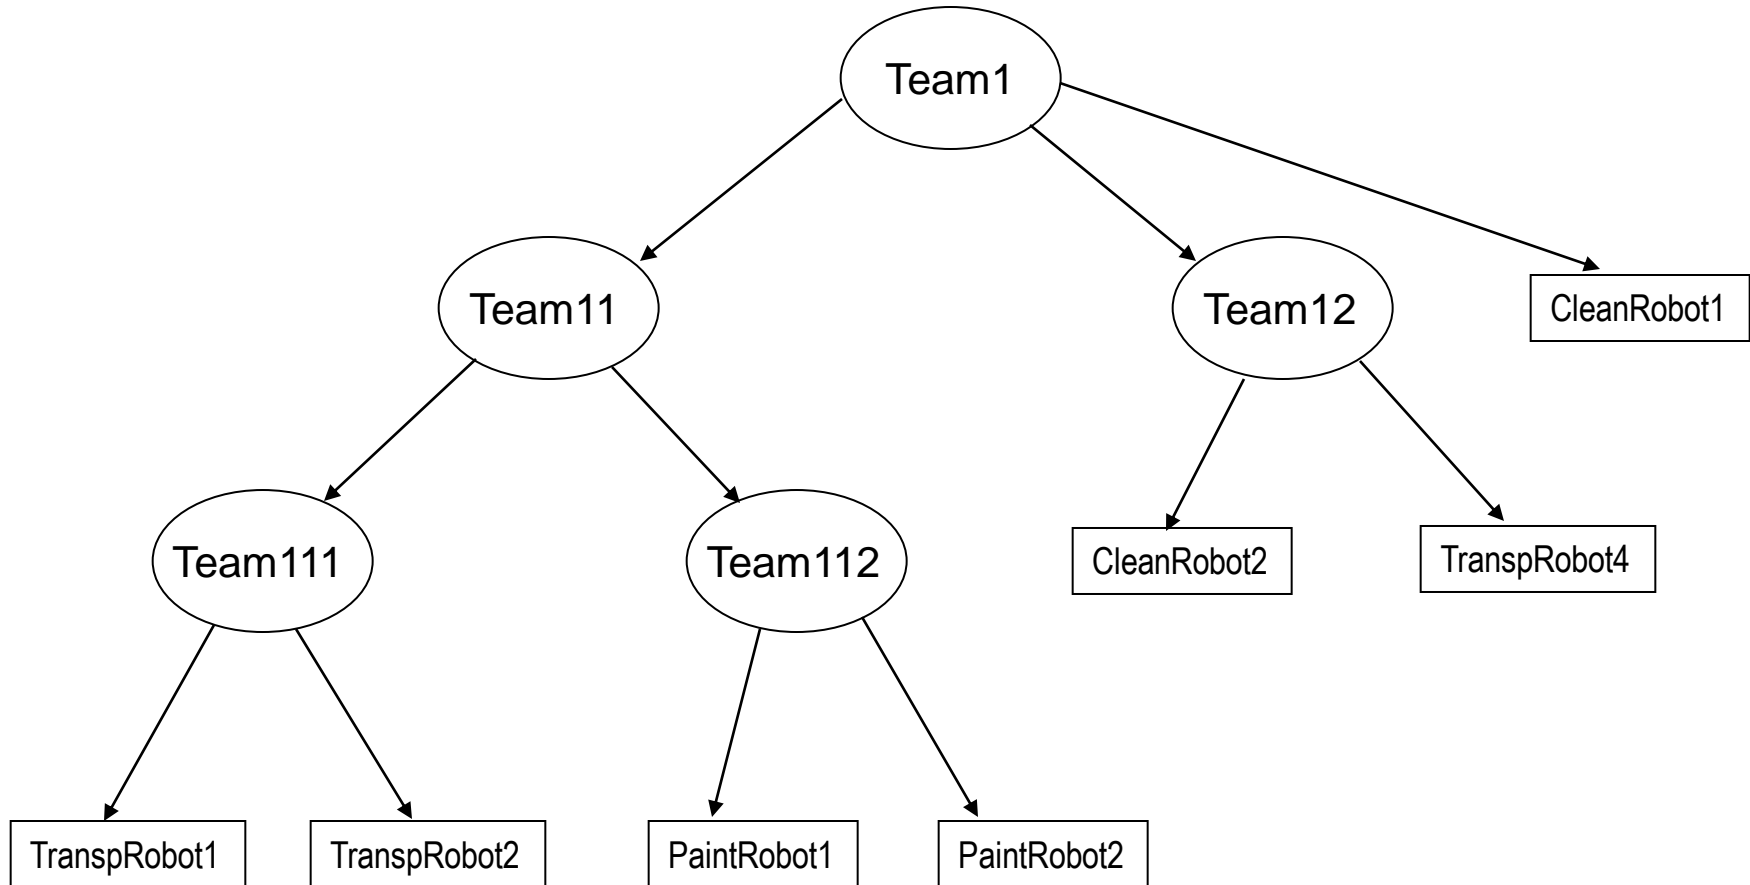 Team1
Team11
Team12
CleanRobot1
Team111
Team112
CleanRobot2
TranspRobot4
TranspRobot1
TranspRobot2
PaintRobot1
PaintRobot2